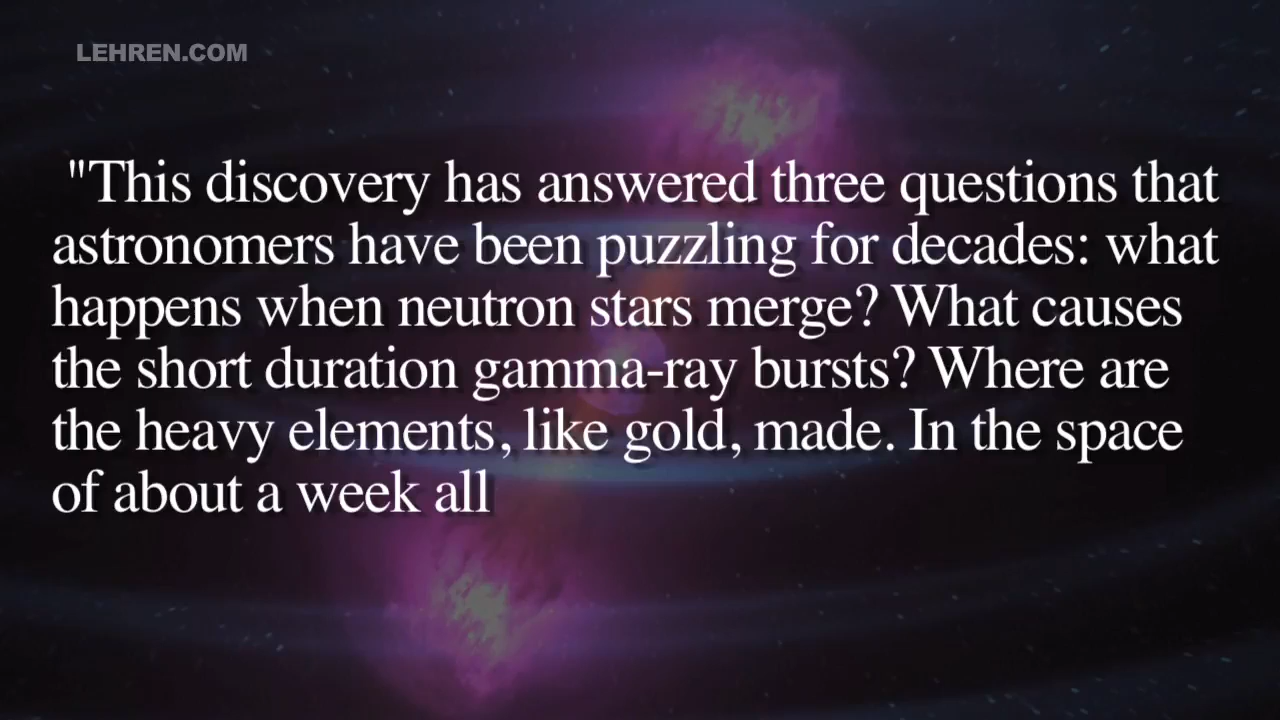 LEHREN.COM
"This discovery has answered three questions that
astronomers have been puzzling for decades: what
happens when neutron stars merge? What causes
the short duration gamma-ray bursts? Where are
the heavy elements, like gold, made. In the space
of about a week all